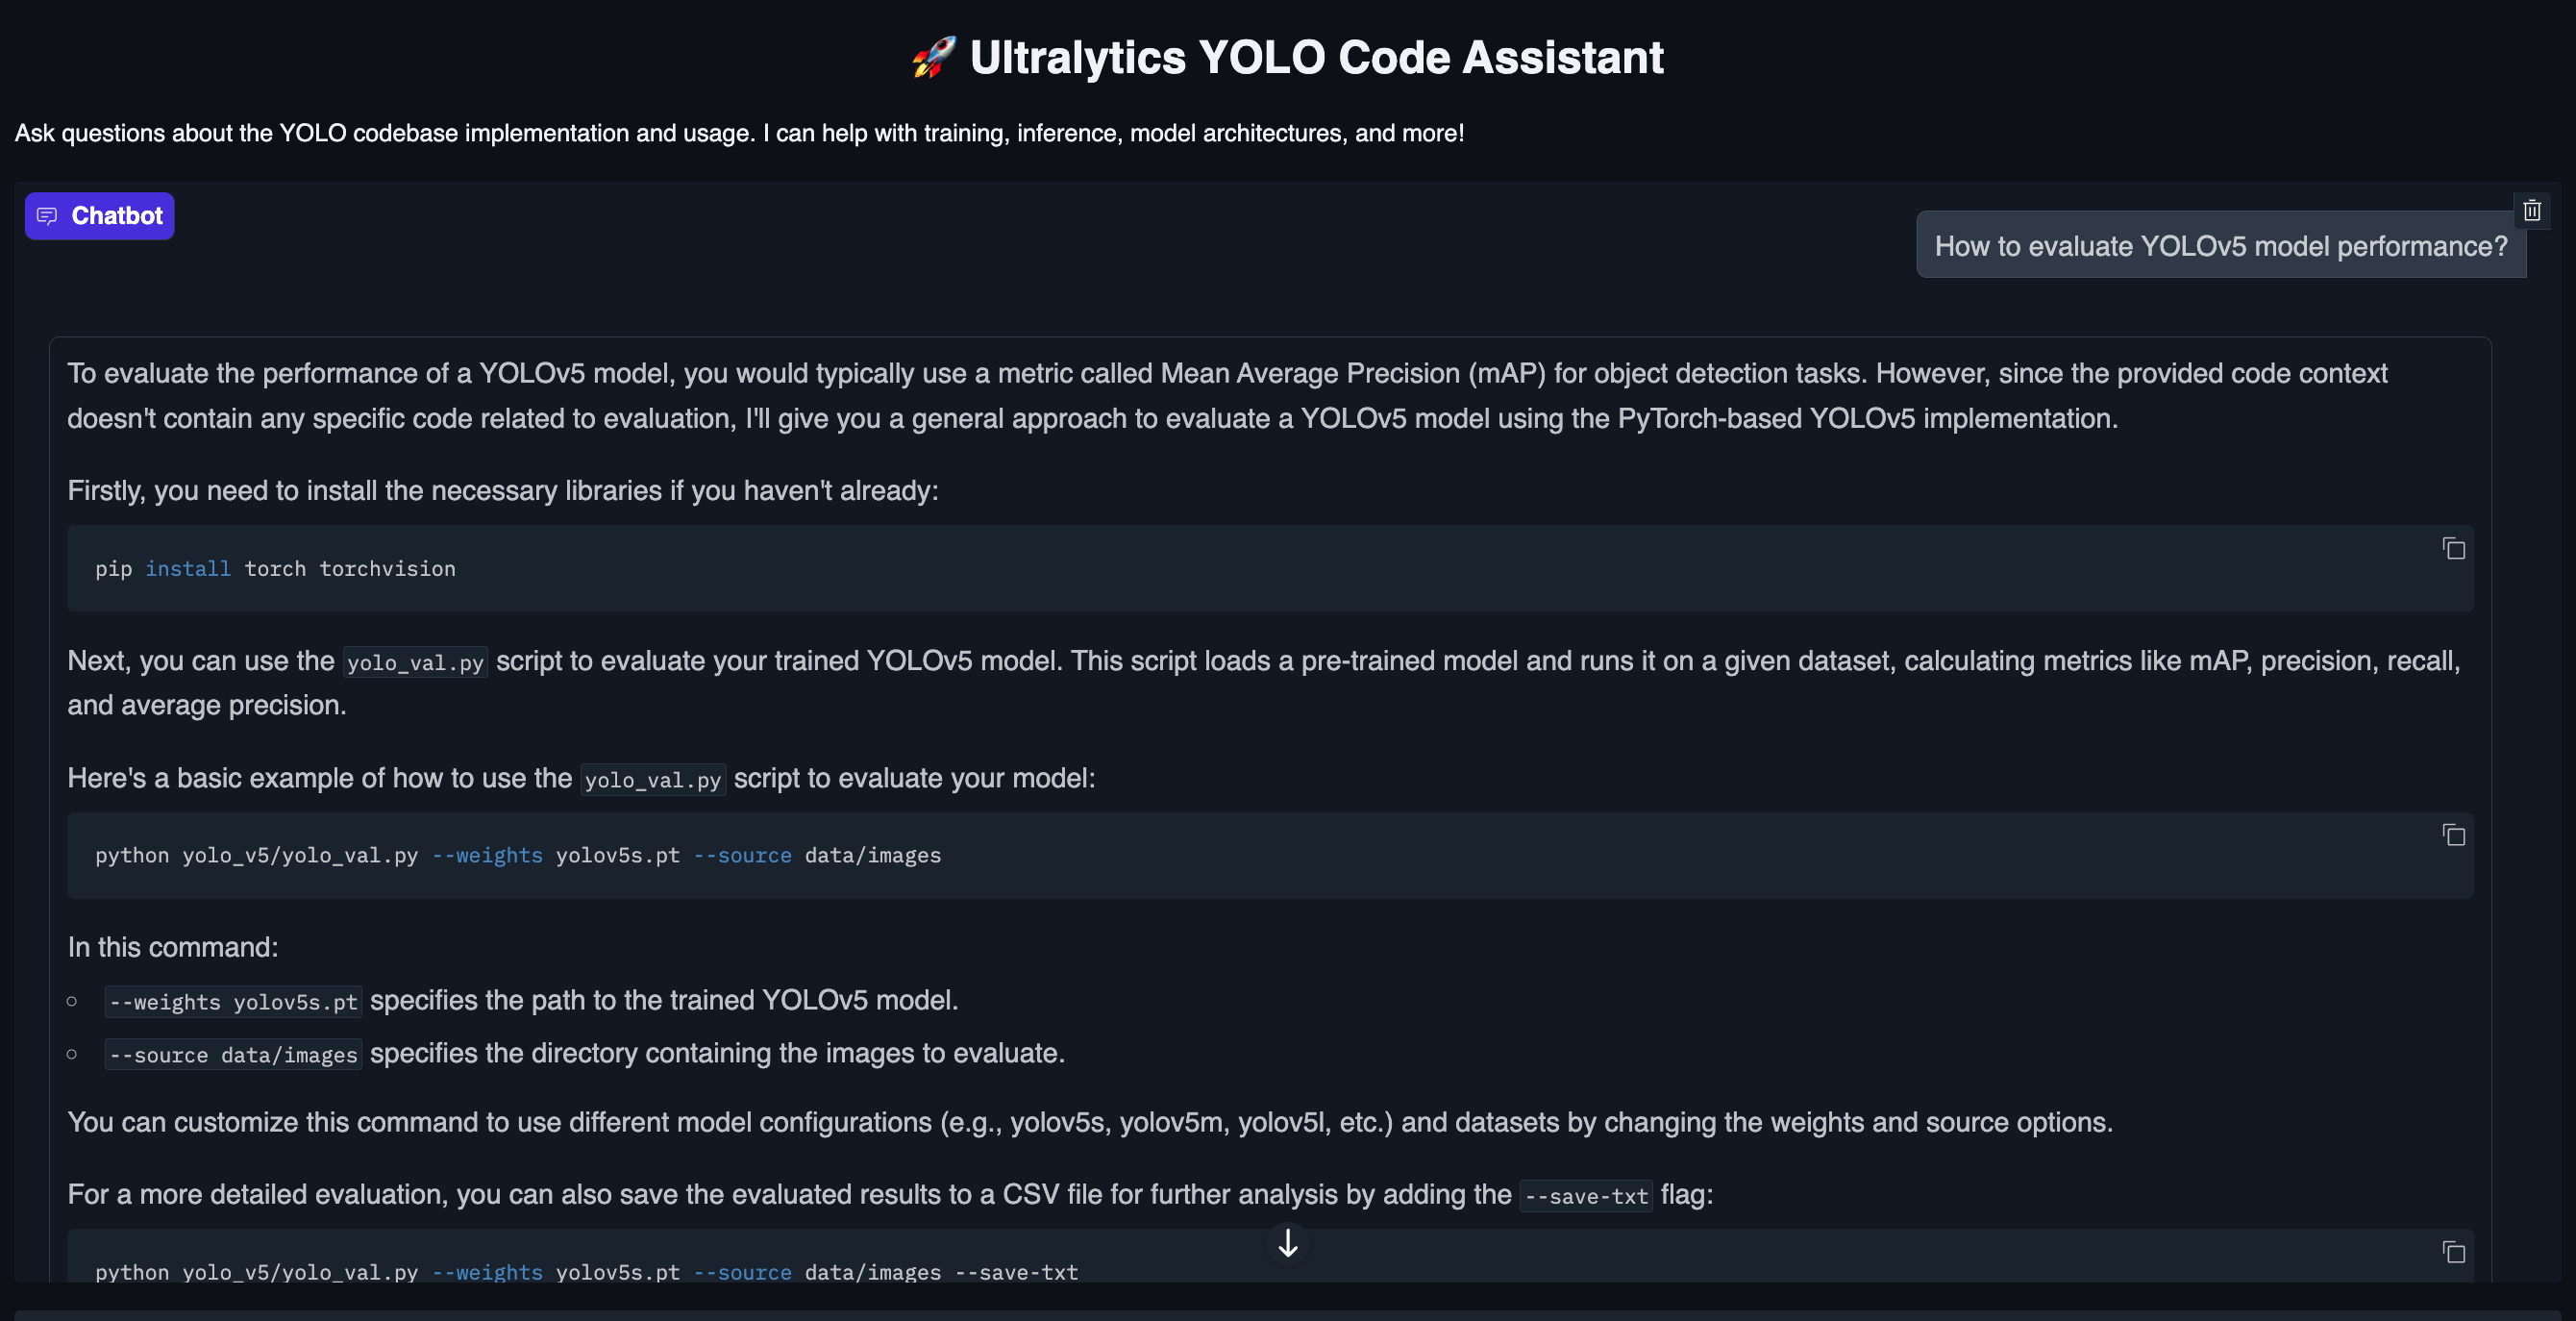 🚀 Ultralytics YOLO Code Assistant
Ask questions about the YOLO codebase implementation and usage. I can help with training, inference, model architectures, and more!
Chatbot
How to evaluate YOLOv5 model performance?
To evaluate the performance of a YOLOv5 model, you would typically use a metric called Mean Average Precision (mAP) for object detection tasks. However, since the provided code context
doesn't contain any specific code related to evaluation, I'll give you a general approach to evaluate a YOLOv5 model using the PyTorch-based YOLOv5 implementation.
Firstly, you need to install the necessary libraries if you haven't already:
pip install torch torchvision
Next, you can use the yolo_val.py script to evaluate your trained YOLOv5 model. This script loads a pre-trained model and runs it on a given dataset, calculating metrics like mAP, precision, recall,
and average precision.
Here's a basic example of how to use the yolo_val.py script to evaluate your model:
python yolo_v5/yolo_val.py --weights yolov5s.pt --source data/images
In this command:
--weights yolov5s.pt specifies the path to the trained YOLOv5 model.
--source data/images specifies the directory containing the images to evaluate.
You can customize this command to use different model configurations (e.g., yolov5s, yolov5m, yolov5l, etc.) and datasets by changing the weights and source options.
For a more detailed evaluation, you can also save the evaluated results to a CSV file for further analysis by adding the --save-txt flag:
python yolo_v5/yolo_val.py --weights yolov5s.pt --source data/images --save-txt